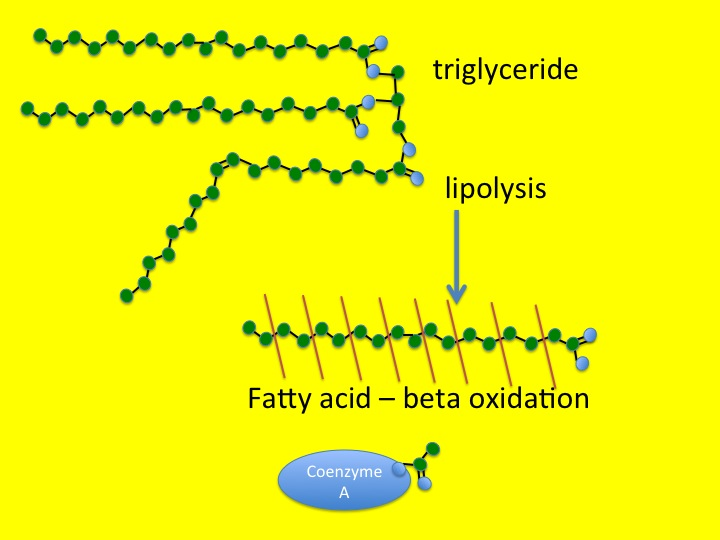 triglyceride
lipolysis
Fatty acid – beta oxidation
Coenzyme
A